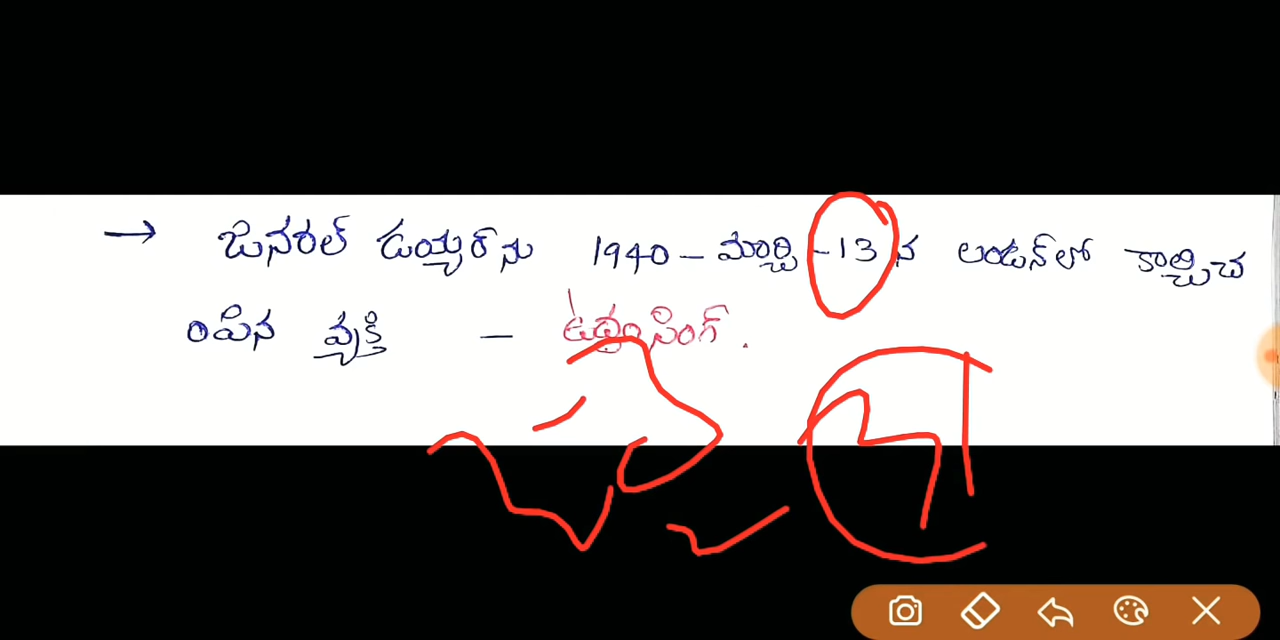 → జనరల్ డయ్యర్‌ను 1940 – మార్చి -13 న లండన్‌లో కాల్చిచ
ంపిన వ్యక్తి – ఉద్దంసింగ్.